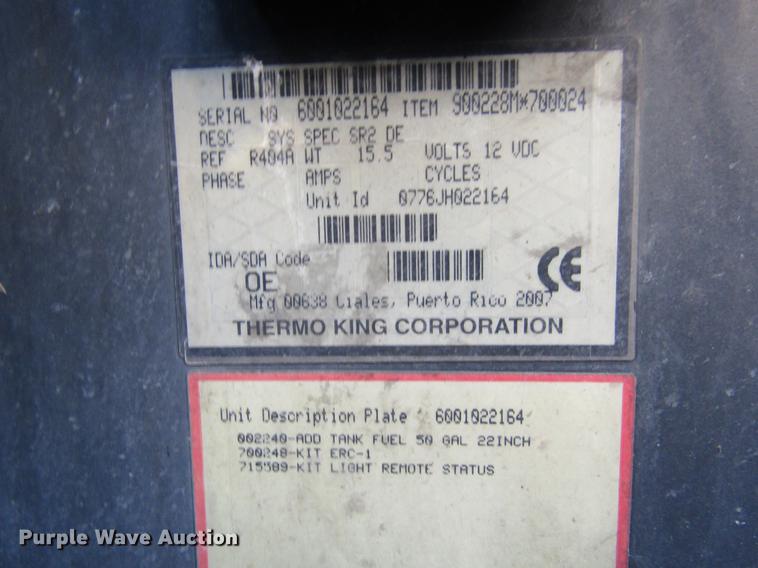 SERIAL NO 6001022164 ITEM 900228M*700024
DESC SYS SPEC SR2 DE
REF R404A WT 15.5 VOLTS 12 VDC
PHASE AMPS CYCLES
Unit Id 0776JH022164
IDA/SDA Code
OE
CE
Mfg 00638 Ciales, Puerto Rico 2007
THERMO KING CORPORATION
Unit Description Plate 6001022164
002240-ADD TANK FUEL 50 GAL 22INCH
700248-KIT ERC-1
715589-KIT LIGHT REMOTE STATUS
Purple Wave Auction